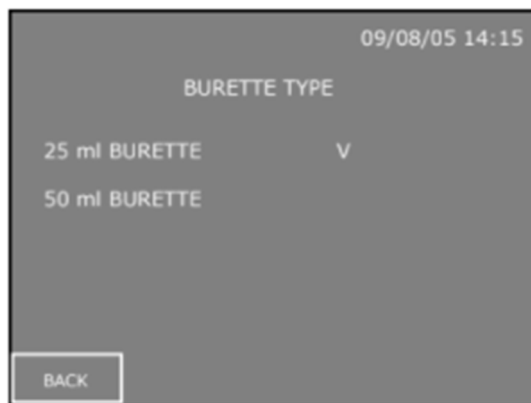 09/08/05 14:15
BURETTE TYPE
25 ml BURETTE V
50 ml BURETTE
BACK